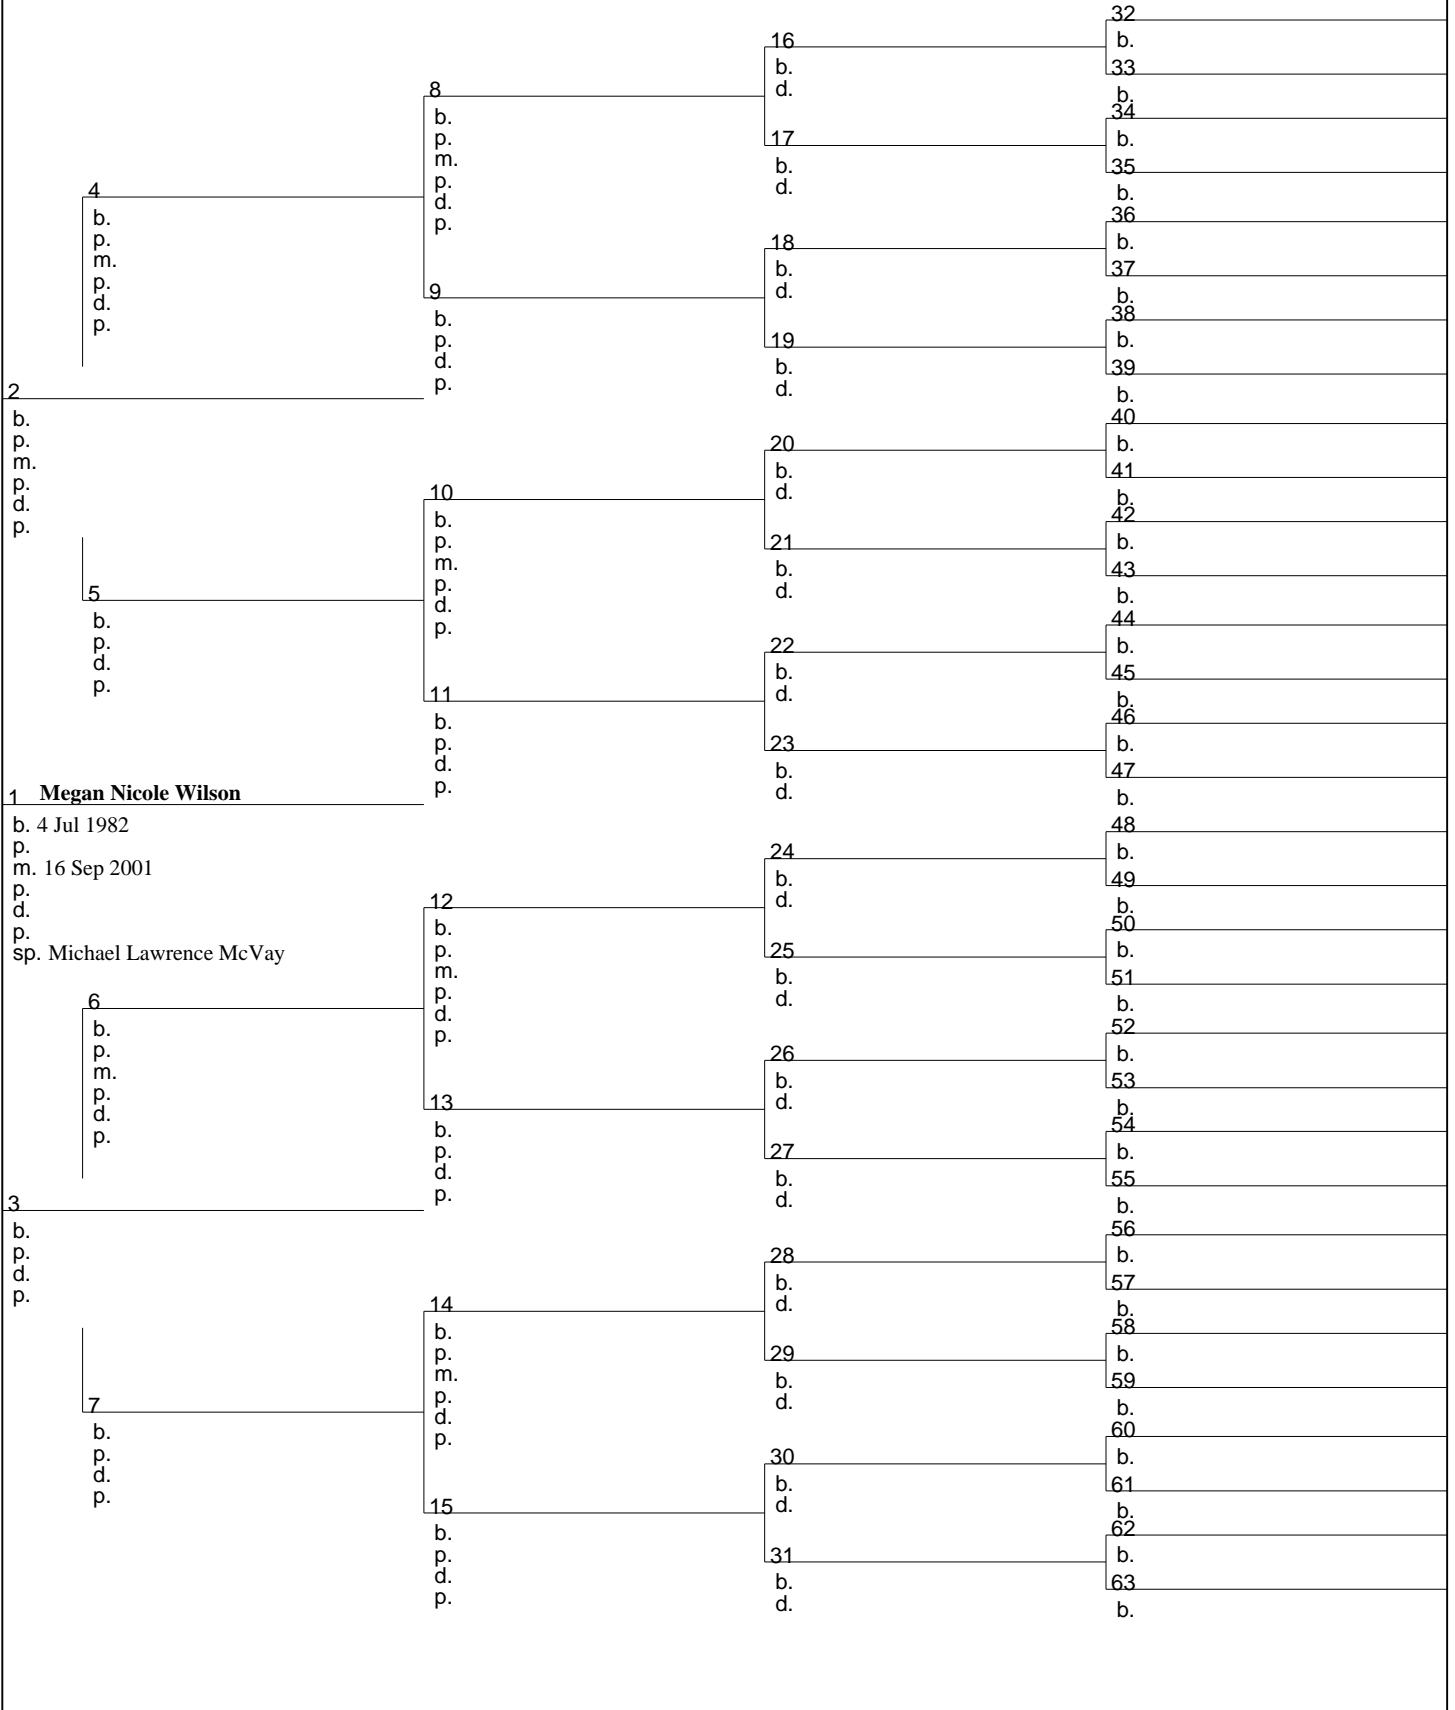 32
b.
33
b.
16
b.
d.
34
b.
35
b.
17
b.
d.
8
b.
p.
m.
p.
d.
p.
36
b.
37
b.
18
b.
d.
38
b.
39
b.
19
b.
d.
9
b.
p.
d.
p.
4
b.
p.
m.
p.
d.
p.
2
b.
p.
m.
p.
d.
p.
40
b.
41
b.
20
b.
d.
42
b.
43
b.
21
b.
d.
10
b.
p.
m.
p.
d.
p.
44
b.
45
b.
22
b.
d.
46
b.
47
b.
23
b.
d.
11
b.
p.
d.
p.
5
b.
p.
d.
p.
1 Megan Nicole Wilson
b. 4 Jul 1982
p.
m. 16 Sep 2001
p.
d.
p.
sp. Michael Lawrence McVay
48
b.
49
b.
24
b.
d.
50
b.
51
b.
25
b.
d.
12
b.
p.
m.
p.
d.
p.
52
b.
53
b.
26
b.
d.
54
b.
55
b.
27
b.
d.
13
b.
p.
d.
p.
6
b.
p.
m.
p.
d.
p.
3
b.
p.
d.
p.
56
b.
57
b.
28
b.
d.
58
b.
59
b.
29
b.
d.
14
b.
p.
m.
p.
d.
p.
60
b.
61
b.
30
b.
d.
62
b.
63
b.
31
b.
d.
15
b.
p.
d.
p.
7
b.
p.
d.
p.